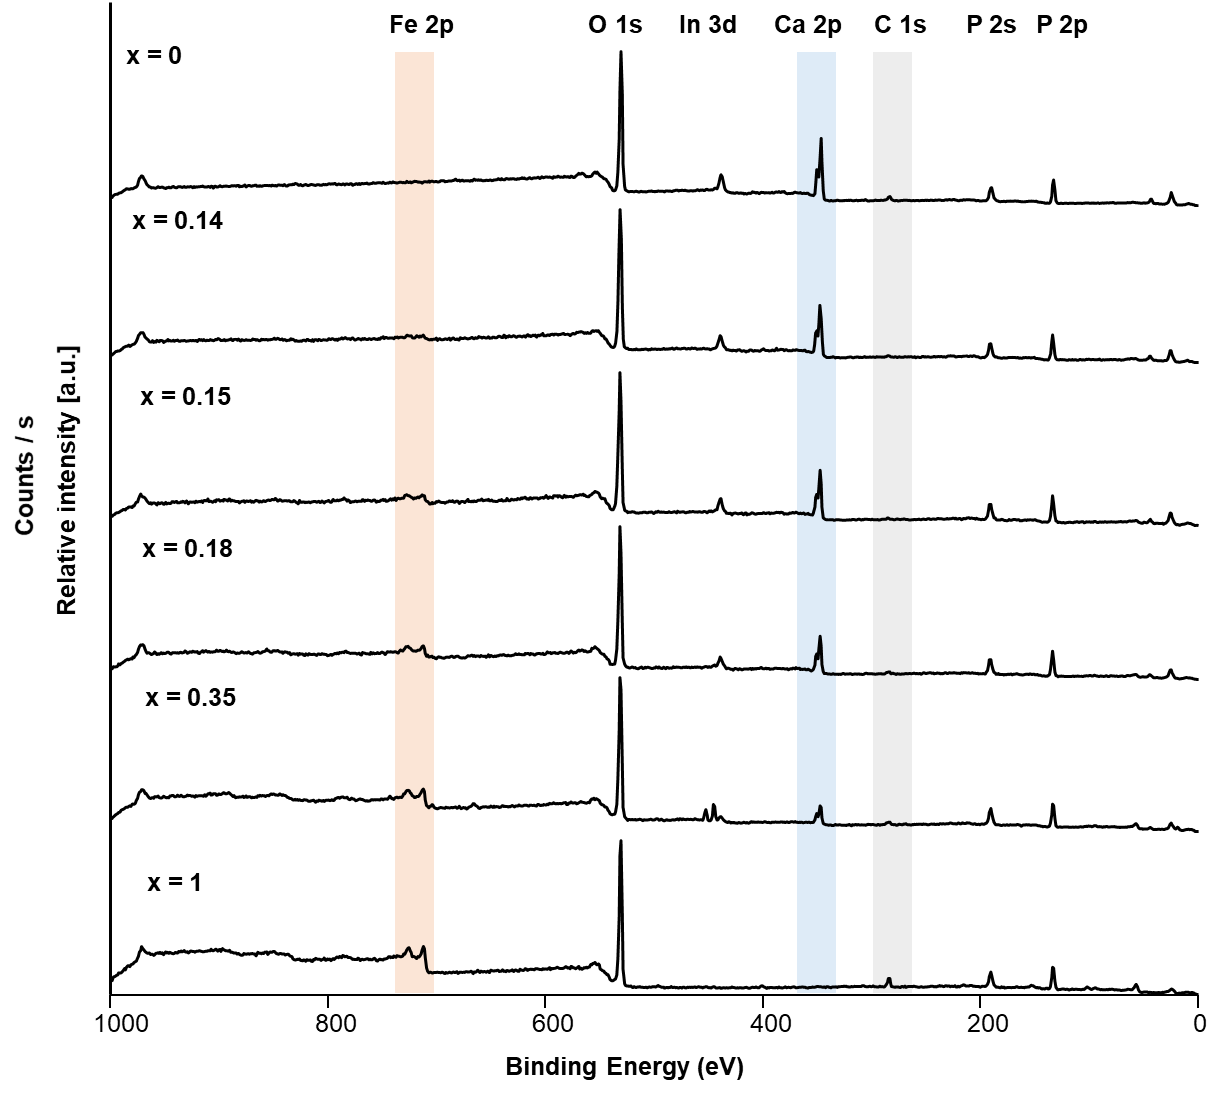 Fe 2p O 1s In 3d Ca 2p C 1s P 2s P 2p
x = 0
x = 0.14
x = 0.15
x = 0.18
x = 0.35
x = 1
Counts / s
Relative intensity [a.u.]
1000 800 600 400 200 0
Binding Energy (eV)